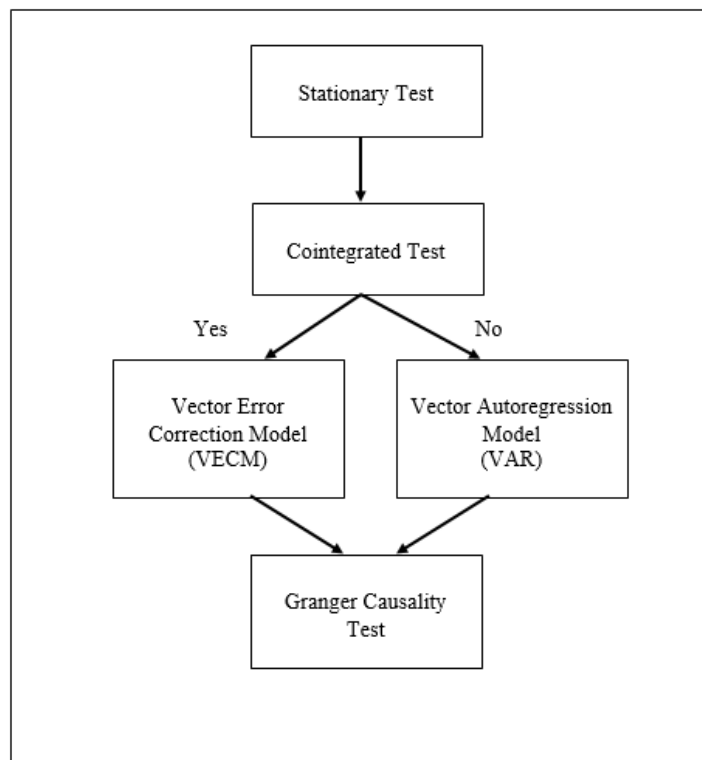 Stationary Test
Cointegrated Test
Yes
No
Vector Error
Correction Model
(VECM)
Vector Autoregression
Model
(VAR)
Granger Causality
Test